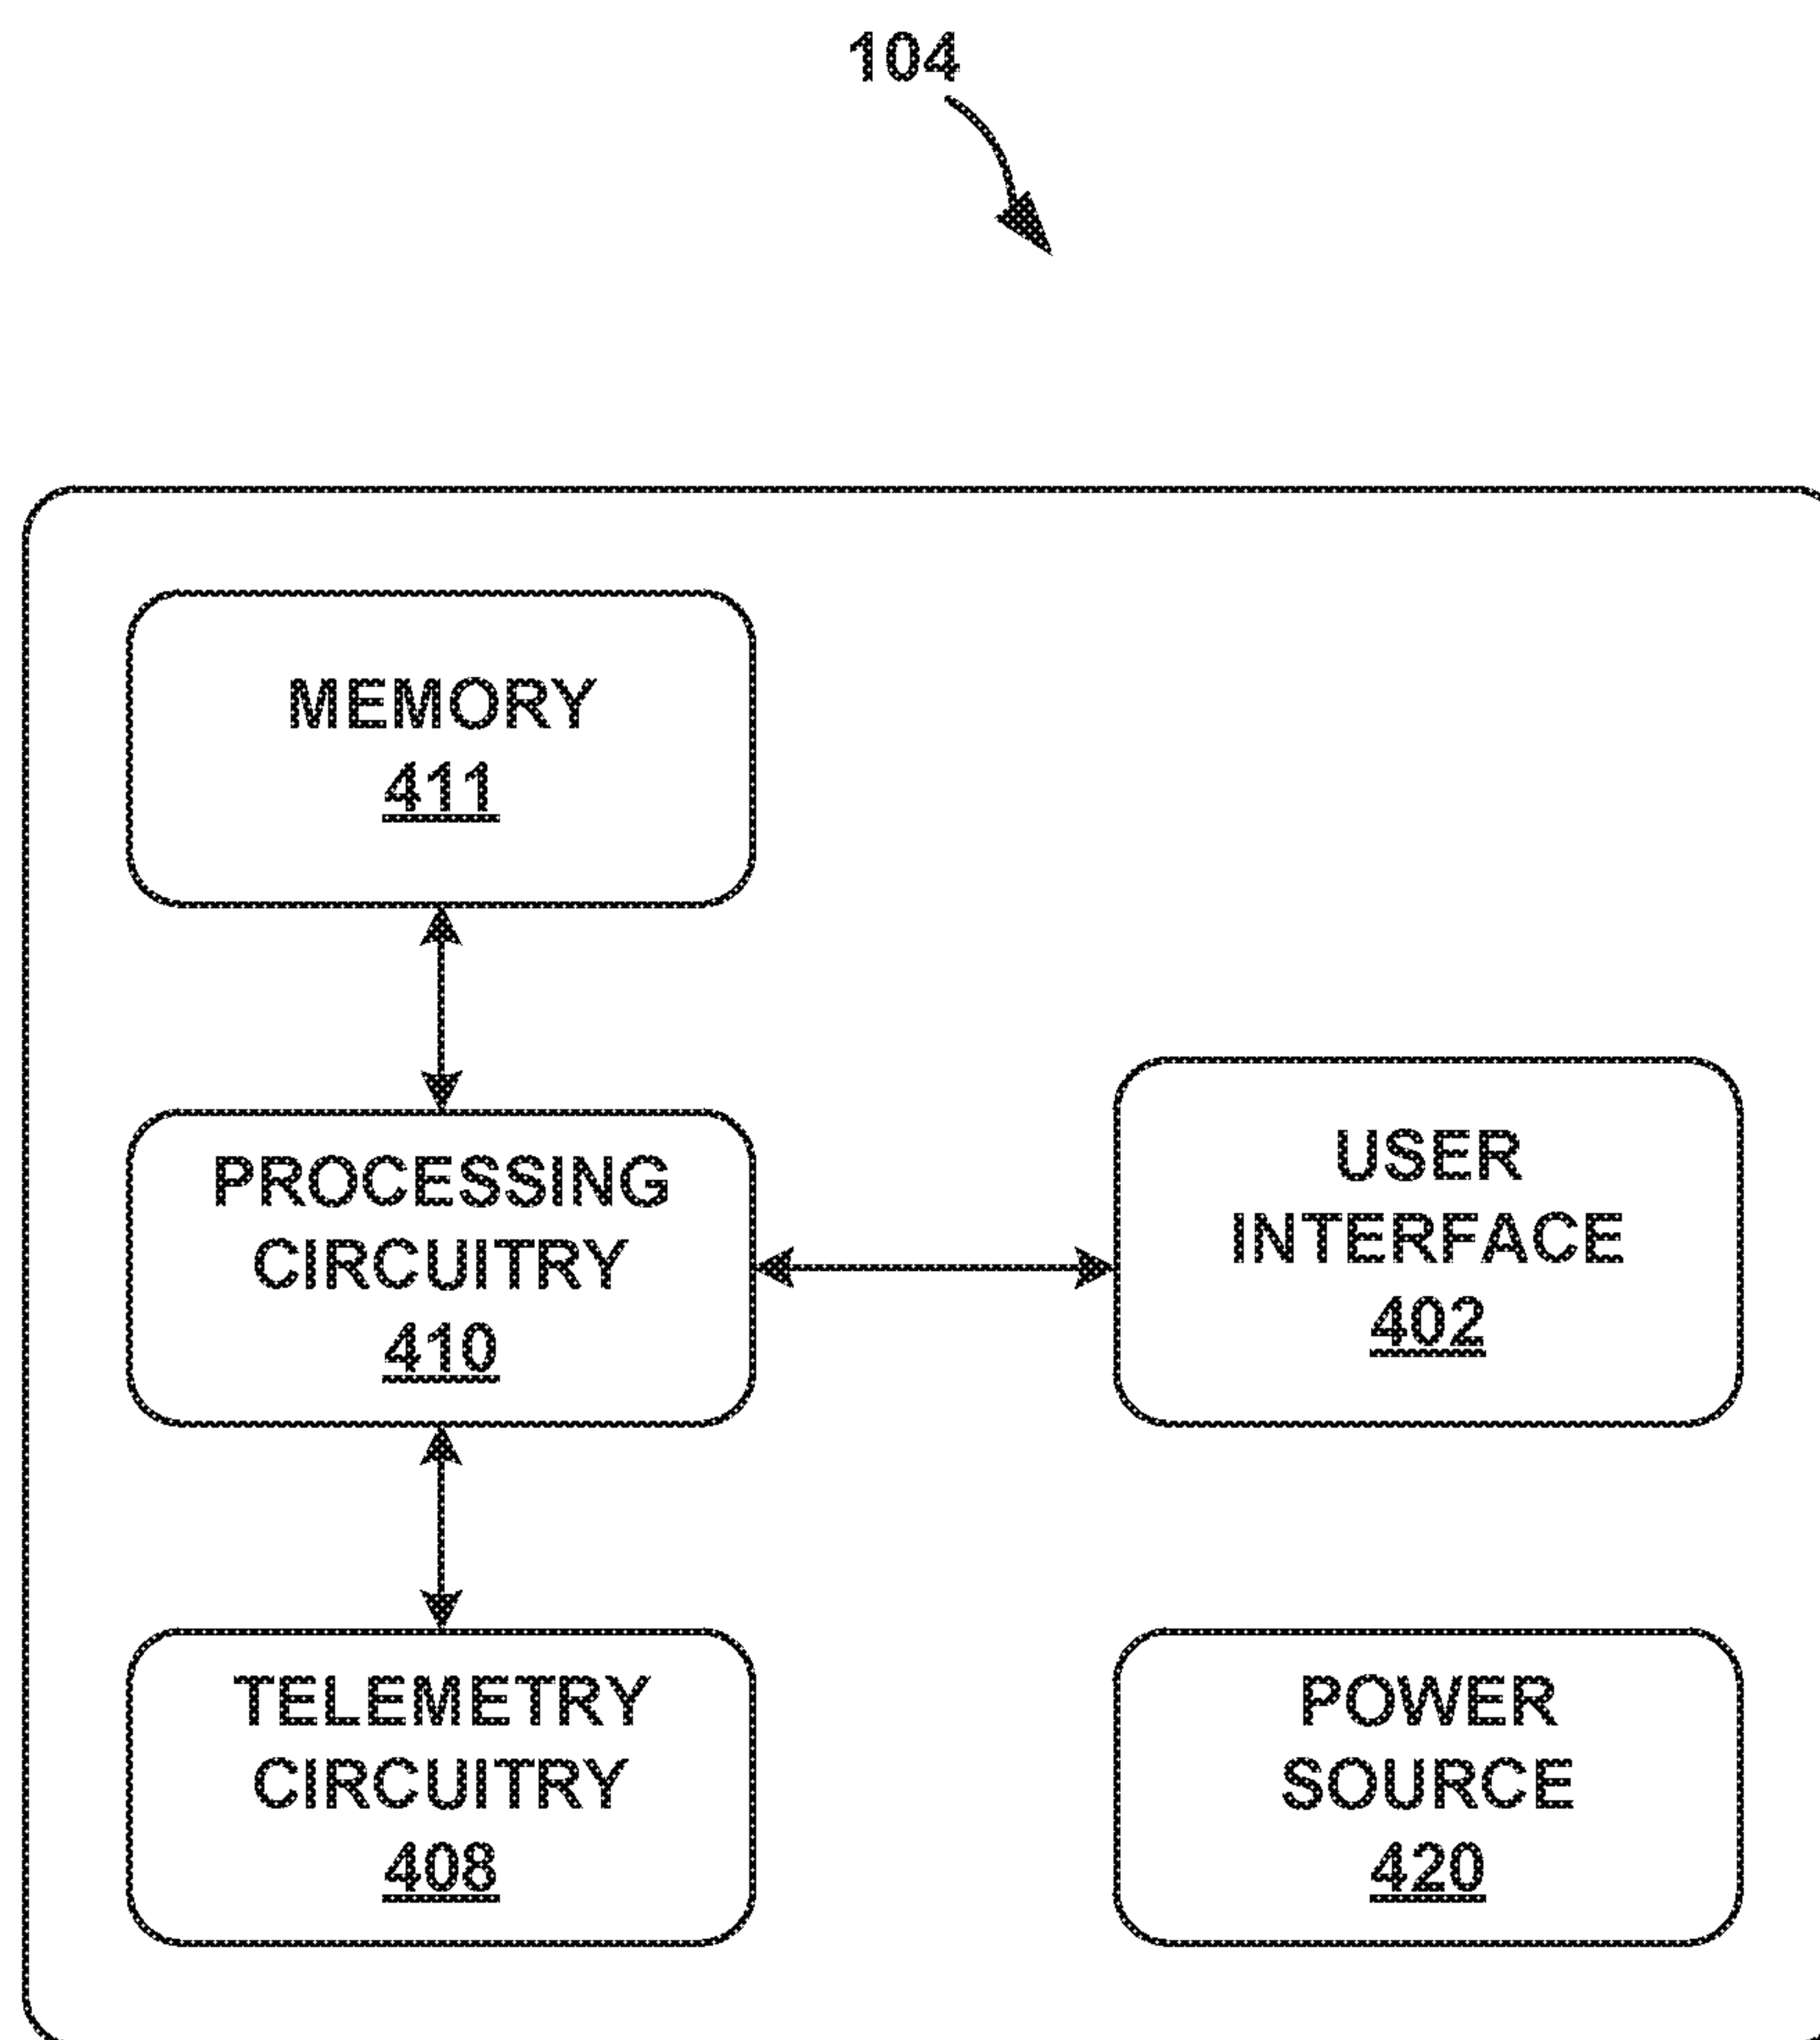 104
MEMORY
411
PROCESSING
CIRCUITRY
410
USER
INTERFACE
402
TELEMETRY
CIRCUITRY
408
POWER
SOURCE
420